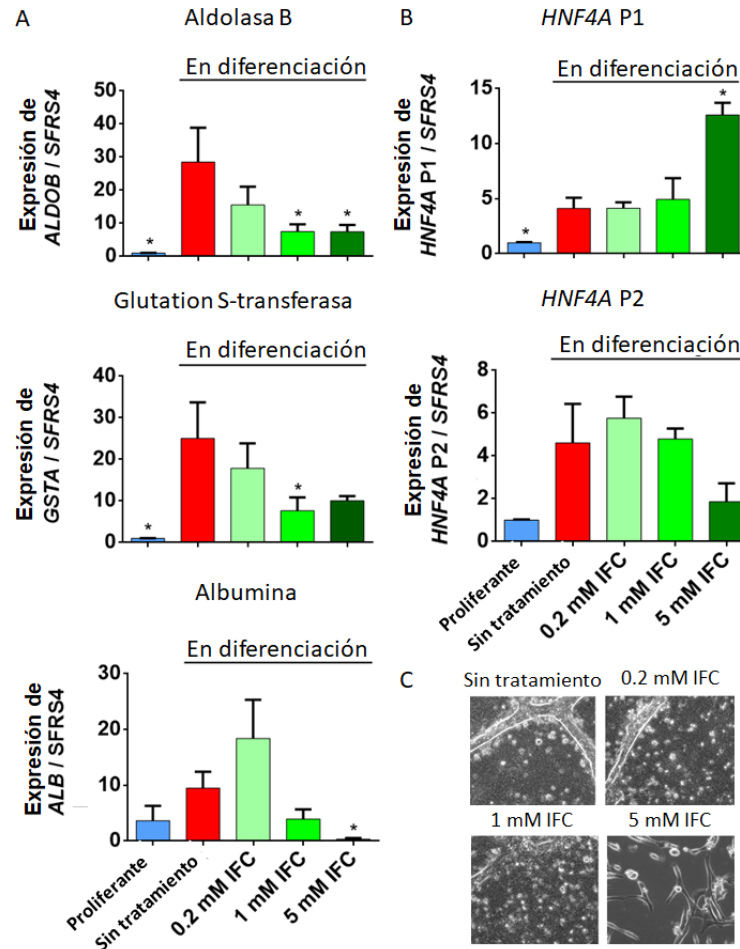 A
Aldolasa B
En diferenciación
Expresión de
ALDOB / SFRS4
50
40
30
20
10
0
*
*
*
Glutation S-transferasa
En diferenciación
Expresión de
GSTA / SFRS4
40
30
20
10
0
*
*
Albumina
En diferenciación
Expresión de
ALB / SFRS4
30
20
10
0
*
Proliferante
Sin tratamiento
0.2 mM IFC
1 mM IFC
5 mM IFC
B
HNF4A P1
En diferenciación
Expresión de
HNF4A P1 / SFRS4
15
10
5
0
*
*
HNF4A P2
En diferenciación
Expresión de
HNF4A P2 / SFRS4
8
6
4
2
0
Proliferante
Sin tratamiento
0.2 mM IFC
1 mM IFC
5 mM IFC
C
Sin tratamiento
0.2 mM IFC
1 mM IFC
5 mM IFC